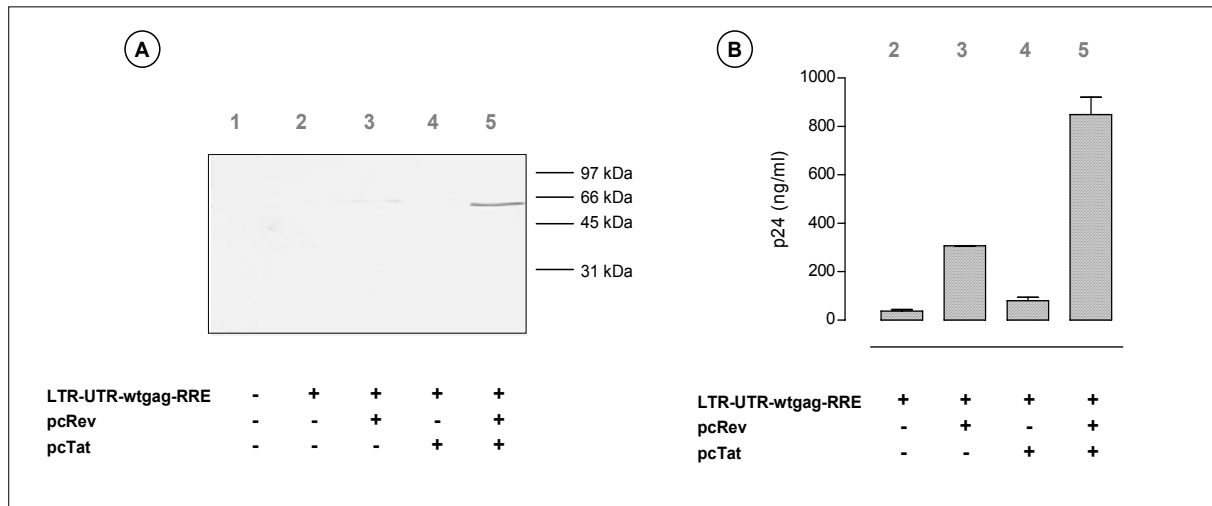 A
1 2 3 4 5
97 kDa
66 kDa
45 kDa
31 kDa
LTR-UTR-wtgag-RRE - + + + +
pcRev - - + - +
pcTat - - - + +
B
2 3 4 5
1000
800
600
400
200
0
p24 (ng/ml)
LTR-UTR-wtgag-RRE + + + +
pcRev - + - +
pcTat - - + +